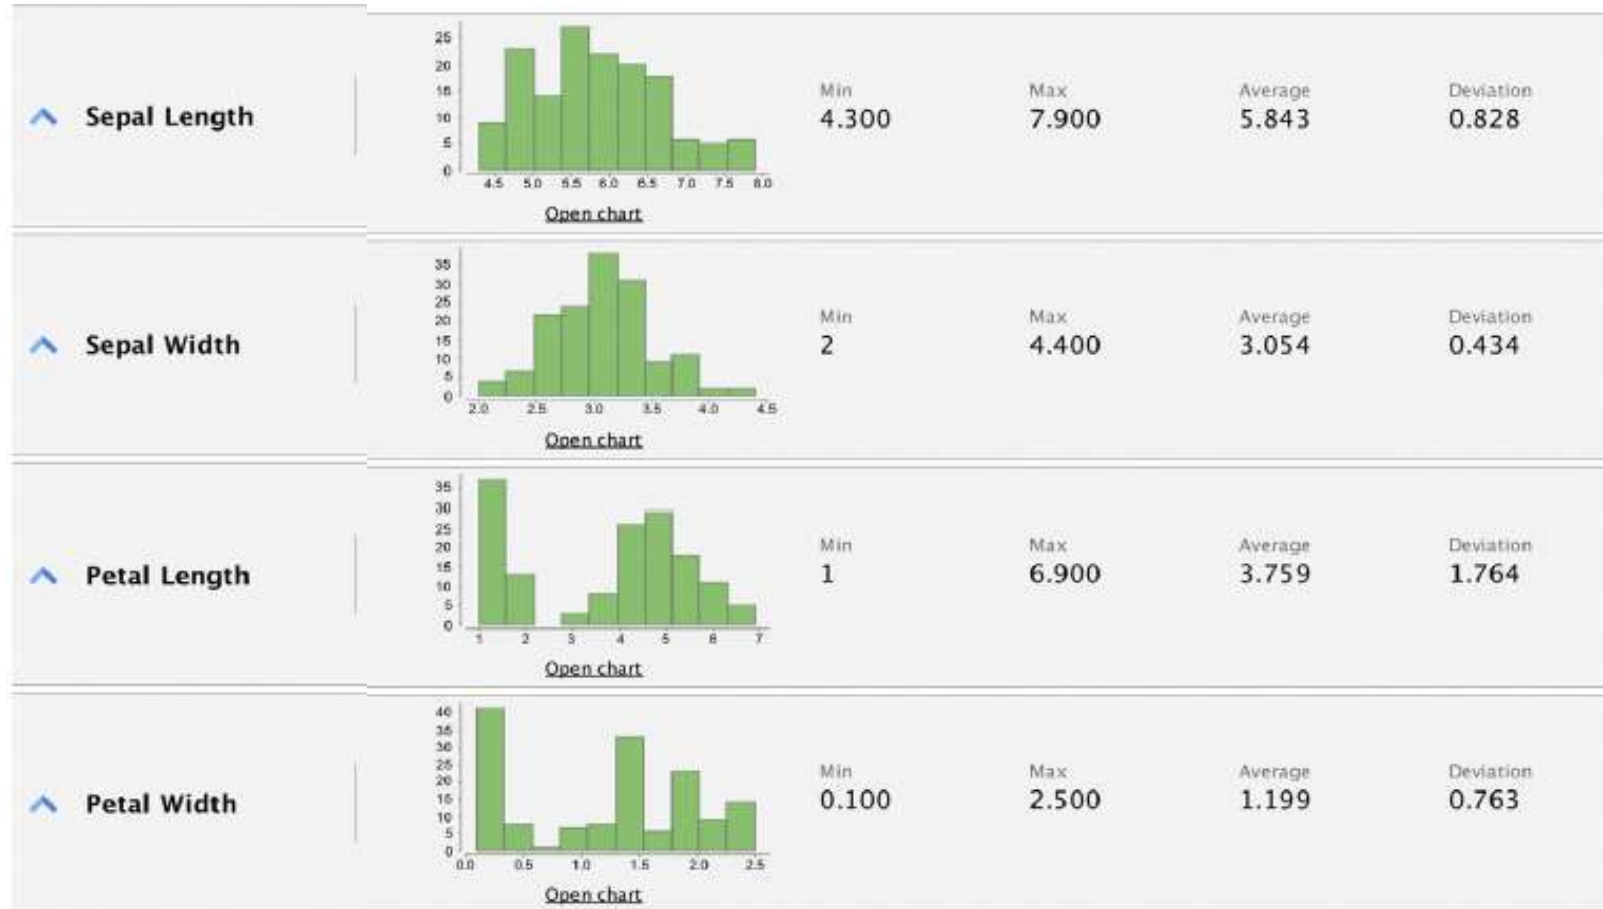 25
20
15
10
5
0
4.5 5.0 5.5 6.0 6.5 7.0 7.5 8.0
Sepal Length
Open chart
Min Max Average Deviation
4.300 7.900 5.843 0.828
35
30
25
20
15
10
5
0
2.0 2.5 3.0 3.5 4.0 4.5
Sepal Width
Open chart
Min Max Average Deviation
2 4.400 3.054 0.434
35
30
25
20
15
10
5
0
1 2 3 4 5 6 7
Petal Length
Open chart
Min Max Average Deviation
1 6.900 3.759 1.764
40
35
30
25
20
15
10
5
0
0.0 0.5 1.0 1.5 2.0 2.5
Petal Width
Open chart
Min Max Average Deviation
0.100 2.500 1.199 0.763